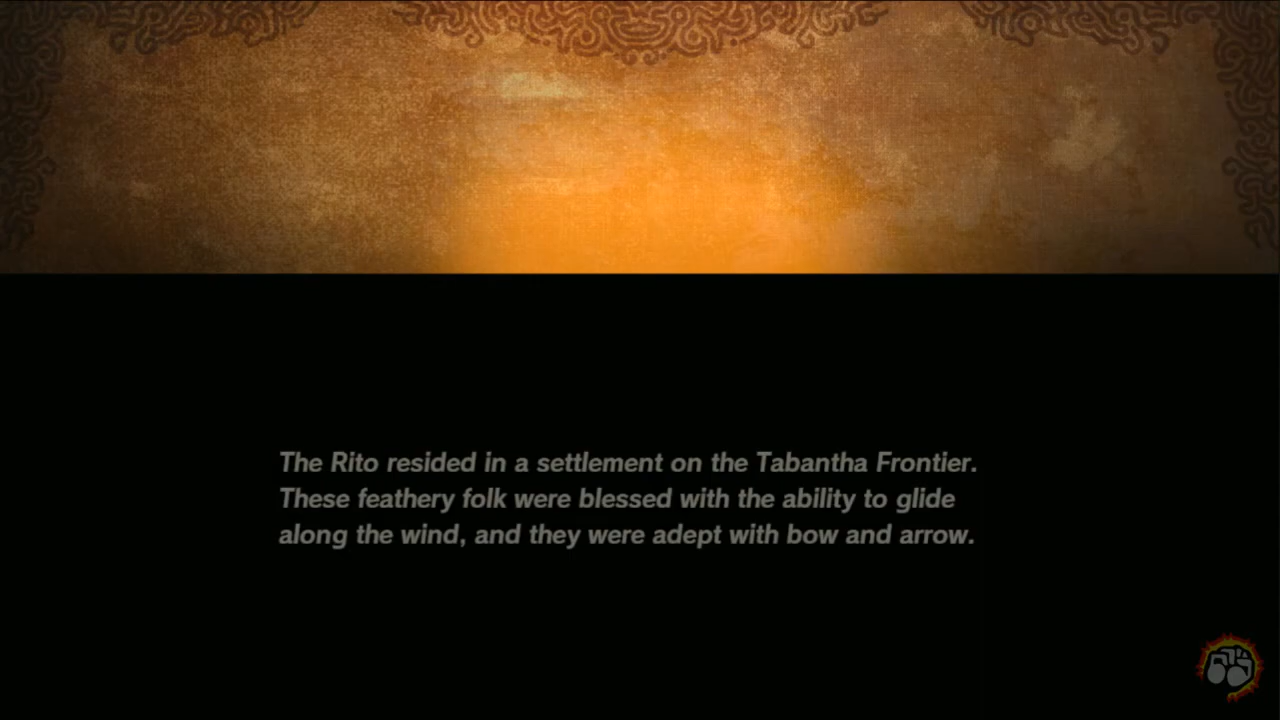 The Rito resided in a settlement on the Tabantha Frontier.
These feathery folk were blessed with the ability to glide
along the wind, and they were adept with bow and arrow.